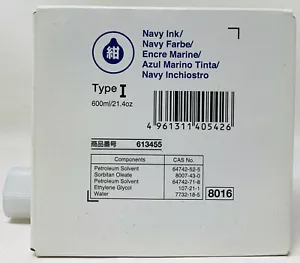 紺
Navy Ink/
Navy Farbe/
Encre Marine/
Azul Marino Tinta/
Navy Inchiostro
Type I
600ml/21.4oz
4 961311 405426
商品番号 613455
Components CAS No.
Petroleum Solvent 64742-52-5
Sorbitan Oleate 8007-43-0
Petroleum Solvent 64742-71-8
Ethylene Glycol 107-21-1
Water 7732-18-5
8016